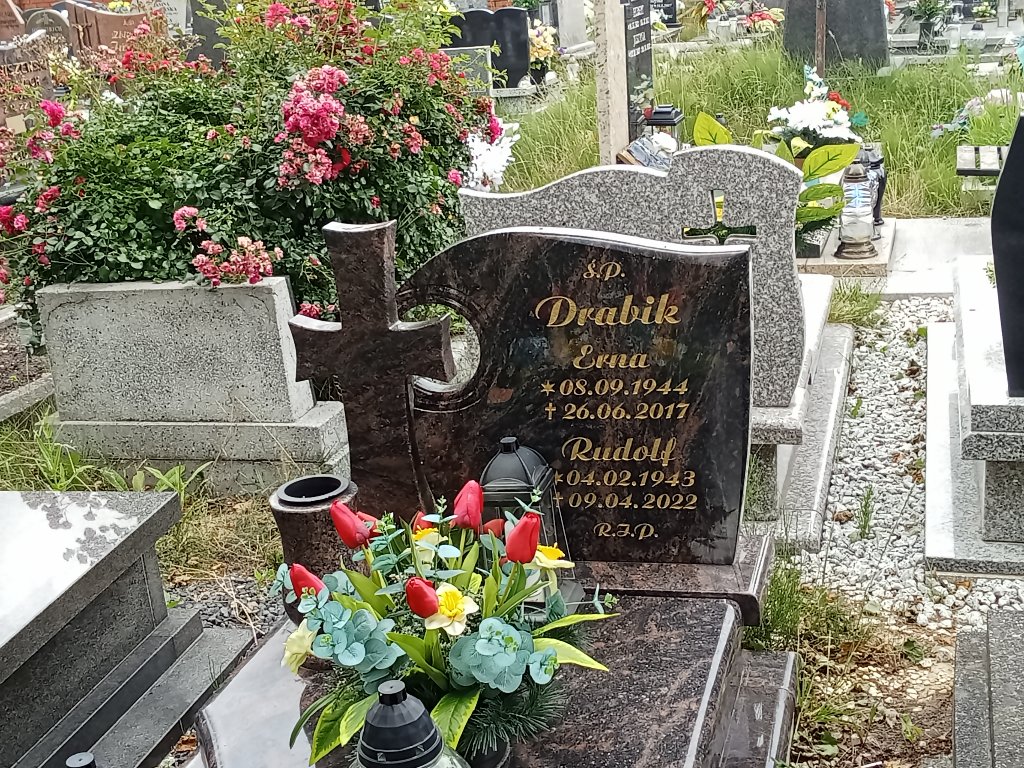 Ś.P.
Drabik
Erna
✶08.09.1944
†26.06.2017
Rudolf
✶04.02.1943
†09.04.2022
R.I.P.